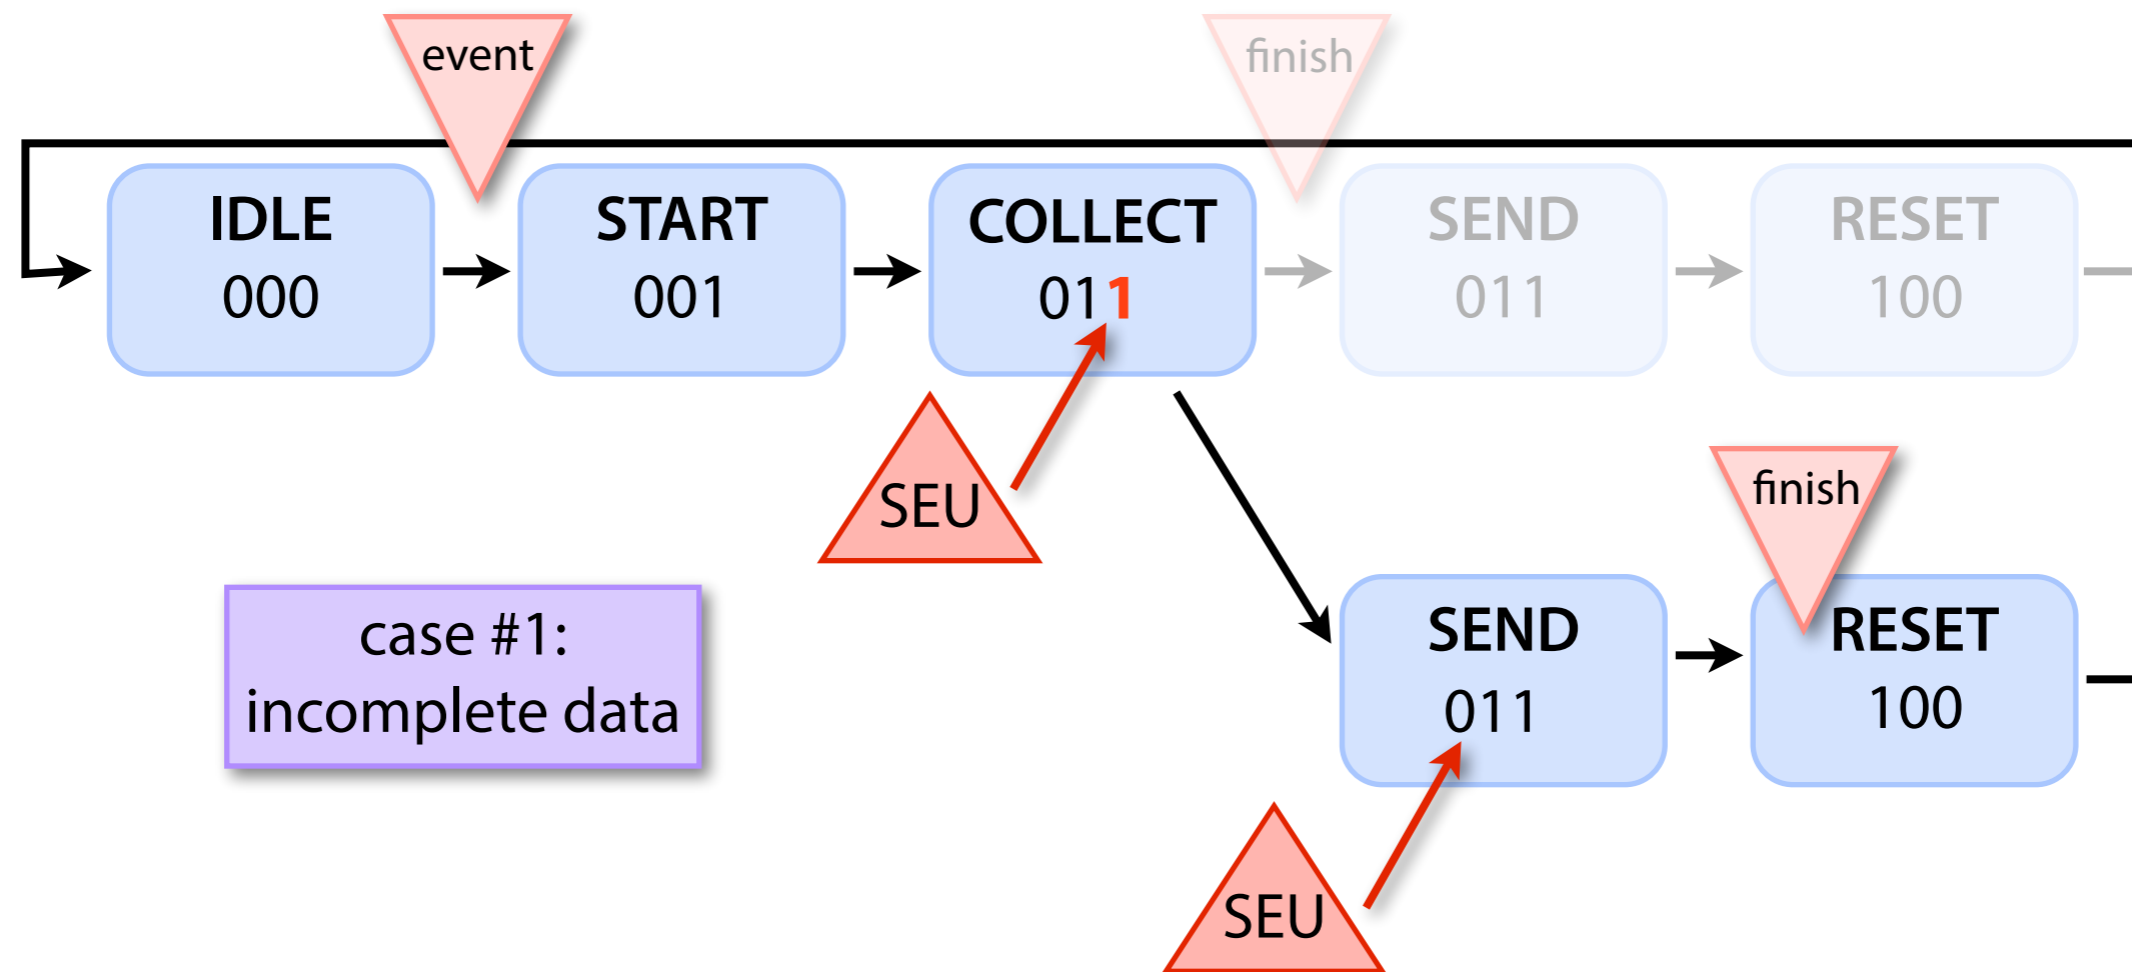 event
finish
IDLE
000
START
001
COLLECT
011
SEND
011
RESET
100
SEU
finish
case #1:
incomplete data
SEND
011
RESET
100
SEU